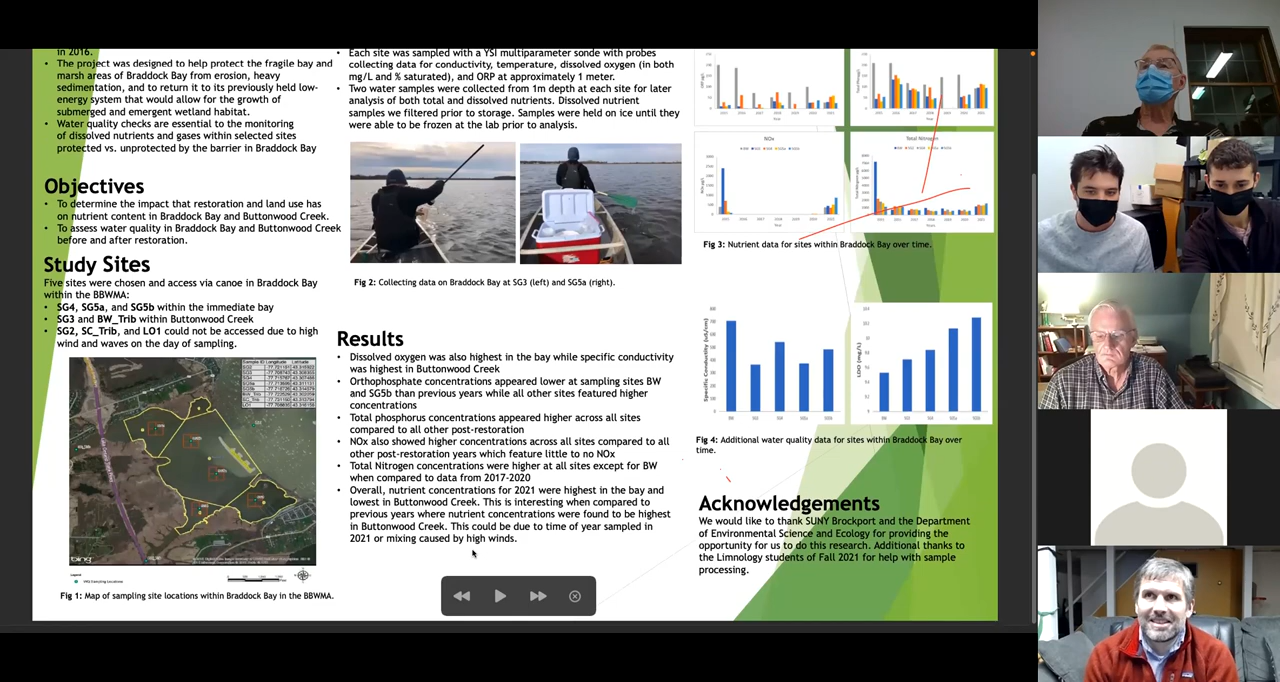 in 2016.
• The project was designed to help protect the fragile bay and
marsh areas of Braddock Bay from erosion, heavy
sedimentation, and to return it to its previously held low-
energy system that would allow for the growth of
submerged and emergent wetland habitat.
• Water quality checks are essential to the monitoring
of dissolved nutrients and gases within selected sites
protected vs. unprotected by the barrier in Braddock Bay
Objectives
• To determine the impact that restoration and land use has
on nutrient content in Braddock Bay and Buttonwood Creek.
• To assess water quality in Braddock Bay and Buttonwood Creek
before and after restoration.
Study Sites
Five sites were chosen and access via canoe in Braddock Bay
within the BBWMA:
• SG4, SG5a, and SG5b within the immediate bay
• SG3 and BW_Trib within Buttonwood Creek
• SG2, SC_Trib, and LO1 could not be accessed due to high
wind and waves on the day of sampling.
Sample ID Longitude Latitude
bing
Fig 1: Map of sampling site locations within Braddock Bay in the BBWMA.
• Each site was sampled with a YSI multiparameter sonde with probes
collecting data for conductivity, temperature, dissolved oxygen (in both
mg/L and % saturated), and ORP at approximately 1 meter.
• Two water samples were collected from 1m depth at each site for later
analysis of both total and dissolved nutrients. Dissolved nutrient
samples we filtered prior to storage. Samples were held on ice until they
were able to be frozen at the lab prior to analysis.
Fig 2: Collecting data on Braddock Bay at SG3 (left) and SG5a (right).
Results
• Dissolved oxygen was also highest in the bay while specific conductivity
was highest in Buttonwood Creek
• Orthophosphate concentrations appeared lower at sampling sites BW
and SG5b than previous years while all other sites featured higher
concentrations
• Total phosphorus concentrations appeared higher across all sites
compared to all other post-restoration
• NOx also showed higher concentrations across all sites compared to all
other post-restoration years which feature little to no NOx
• Total Nitrogen concentrations were higher at all sites except for BW
when compared to data from 2017-2020
• Overall, nutrient concentrations for 2021 were highest in the bay and
lowest in Buttonwood Creek. This is interesting when compared to
previous years where nutrient concentrations were found to be highest
in Buttonwood Creek. This could be due to time of year sampled in
2021 or mixing caused by high winds.
NOx
Total Nitrogen
Fig 3: Nutrient data for sites within Braddock Bay over time.
Specific Conductivity (uS/cm)
LDO (mg/L)
Fig 4: Additional water quality data for sites within Braddock Bay over
time.
Acknowledgements
We would like to thank SUNY Brockport and the Department
of Environmental Science and Ecology for providing the
opportunity for us to do this research. Additional thanks to
the Limnology students of Fall 2021 for help with sample
processing.